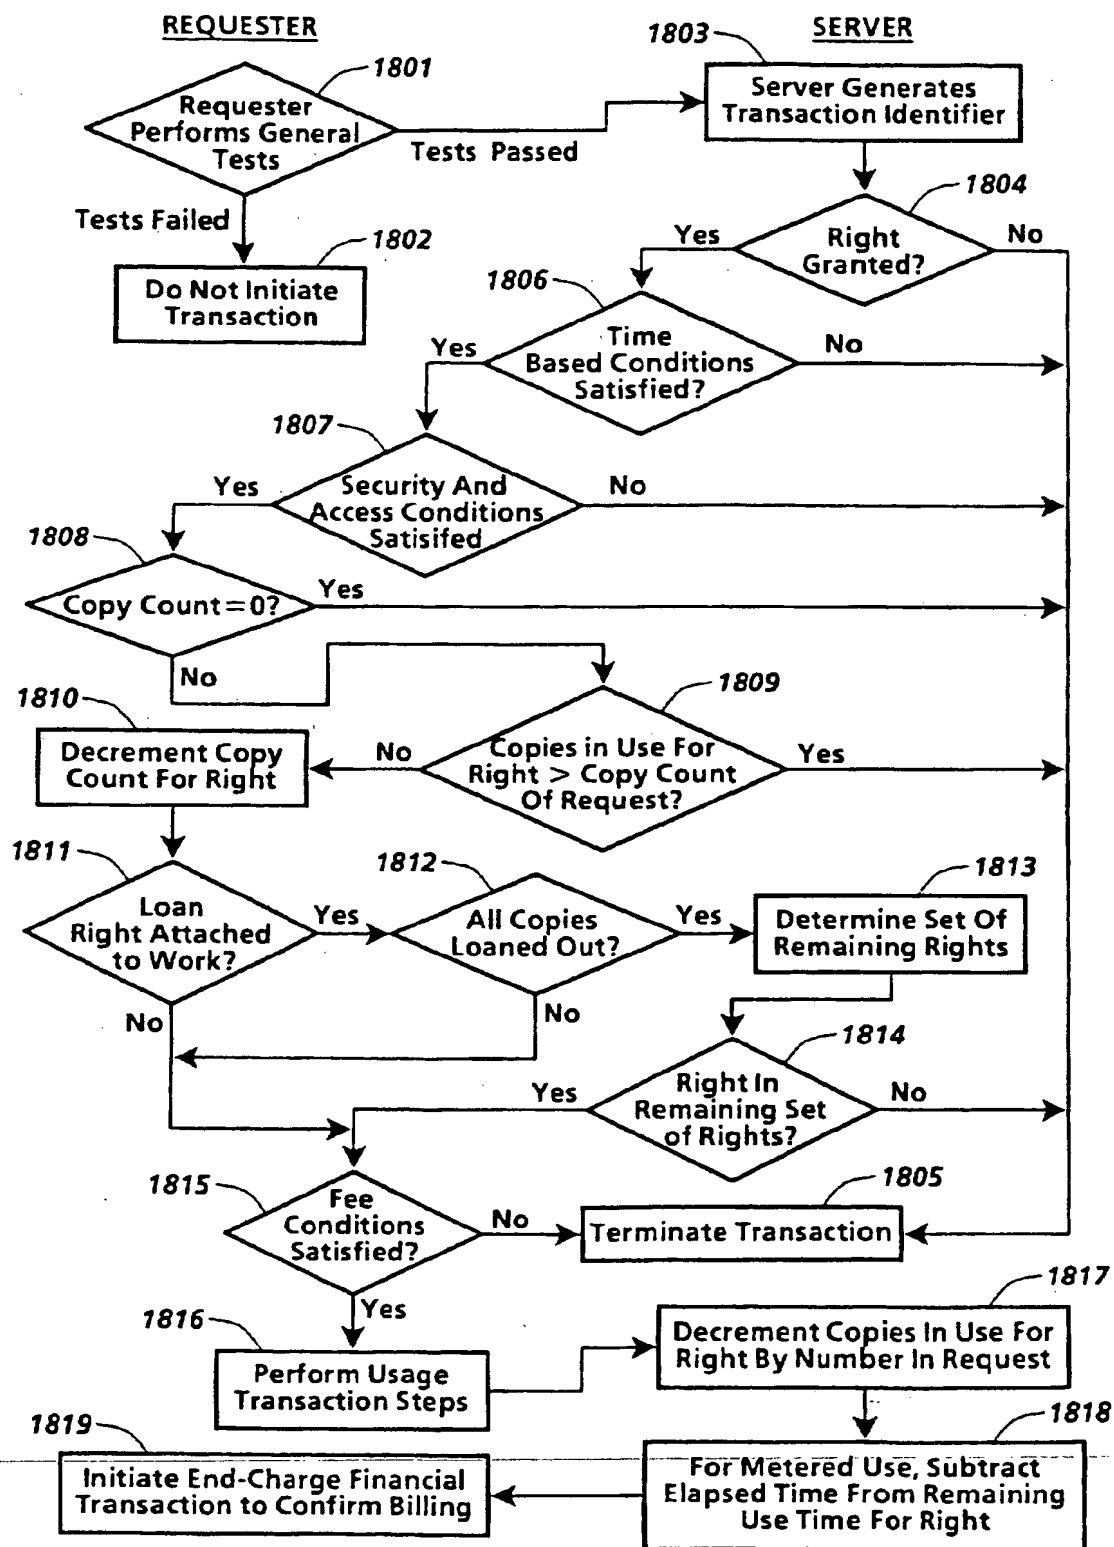 REQUESTER
SERVER
1803
1801
Requester
Performs General
Tests
Server Generates
Transaction Identifier
Tests Passed
1804
Tests Failed
1802
Yes
Right
Granted?
No
Do Not Initiate
Transaction
1806
Yes
Time
Based Conditions
Satisfied?
No
1807
Yes
Security And
Access Conditions
Satisifed
No
1808
Copy Count=0?
Yes
No
1809
1810
Decrement Copy
Count For Right
No
Copies in Use For
Right > Copy Count
Of Request?
Yes
1811
1812
1813
Loan
Right Attached
to Work?
Yes
All Copies
Loaned Out?
Yes
Determine Set Of
Remaining Rights
No
No
1814
Yes
Right In
Remaining Set
of Rights?
No
1805
1815
Fee
Conditions
Satisfied?
No
Terminate Transaction
Yes
1817
1816
Decrement Copies In Use For
Right By Number In Request
Perform Usage
Transaction Steps
1818
1819
Initiate End-Charge Financial
Transaction to Confirm Billing
For Metered Use, Subtract
Elapsed Time From Remaining
Use Time For Right